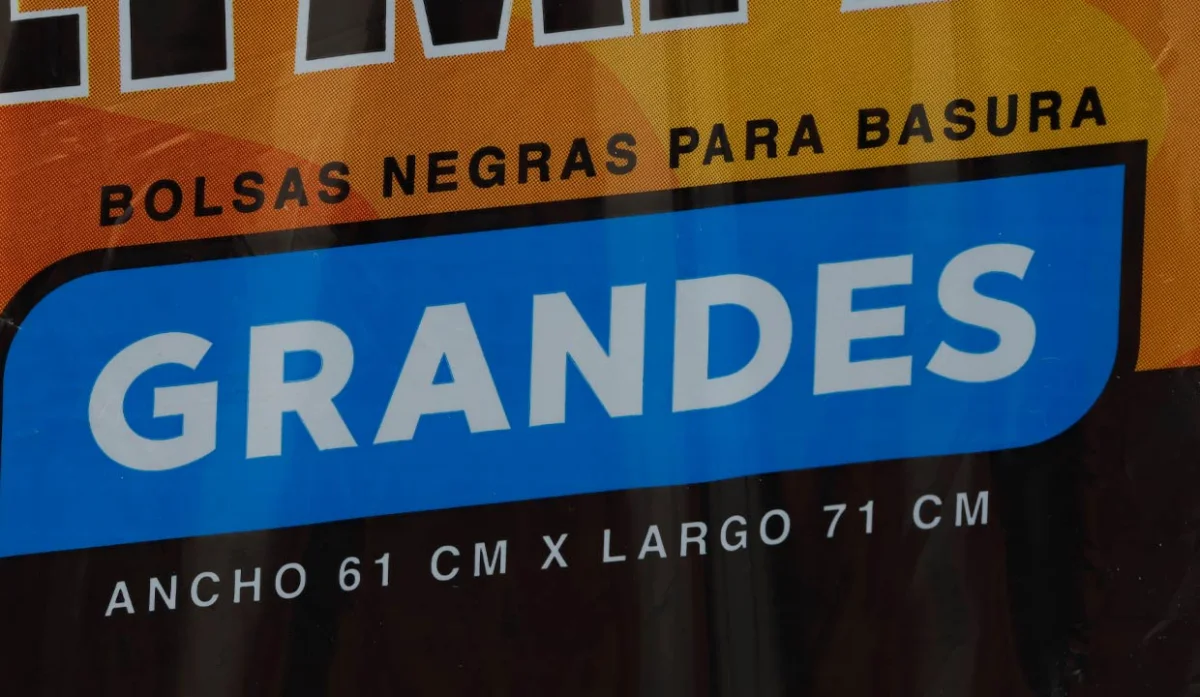 BOLSAS NEGRAS PARA BASURA
GRANDES
ANCHO 61 CM X LARGO 71 CM